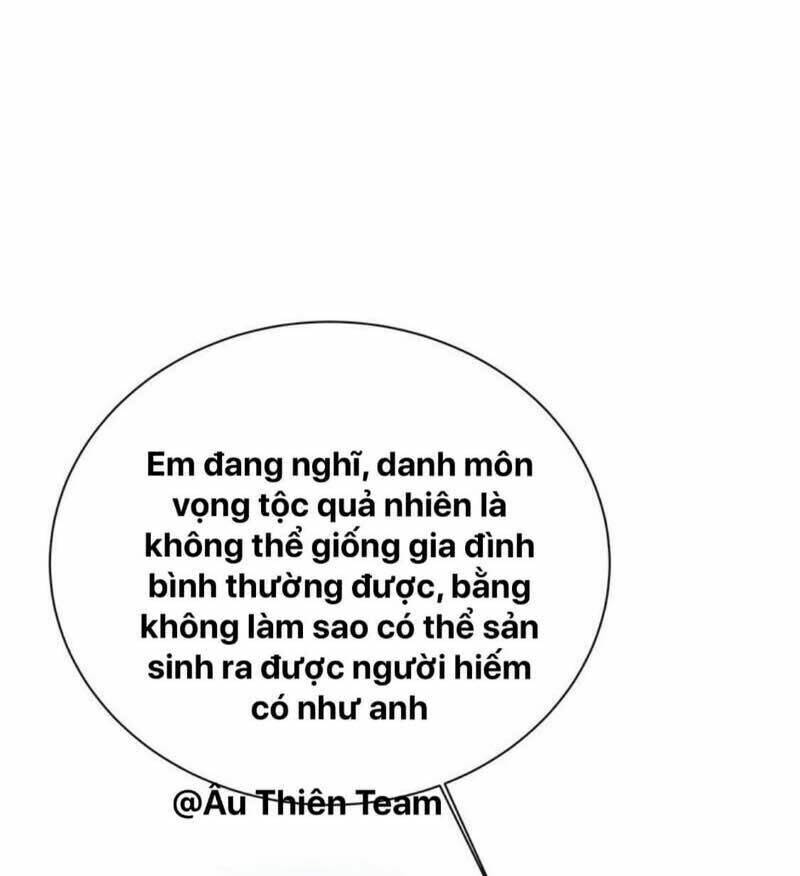 Em đang nghĩ, danh môn
vọng tộc quả nhiên là
không thể giống gia đình
bình thường được, bằng
không làm sao có thể sản
sinh ra được người hiếm
có như anh
@Âu Thiên Team